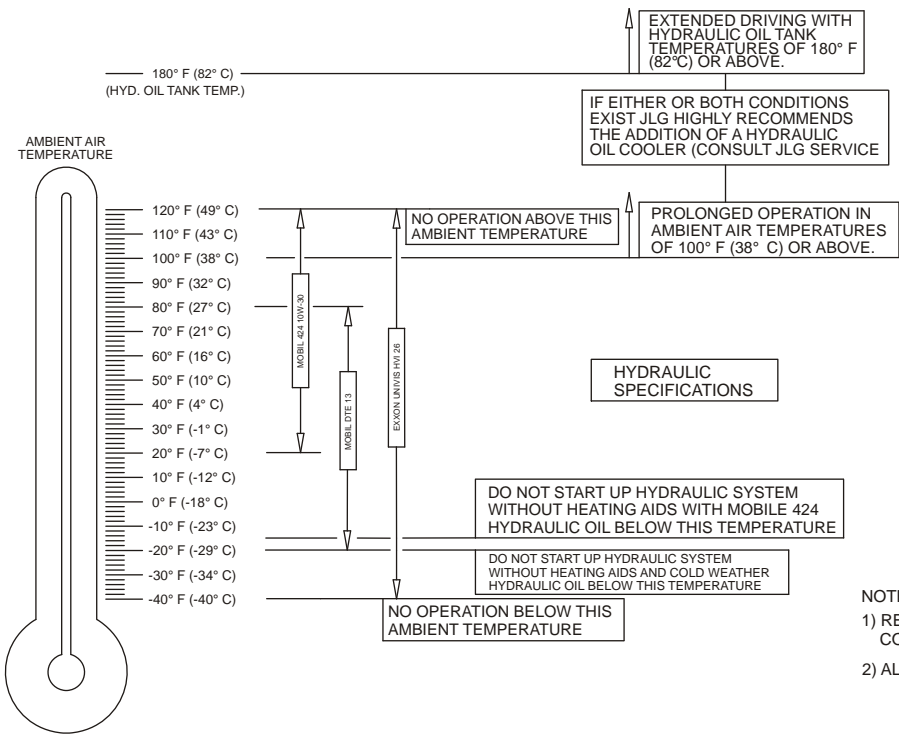 EXTENDED DRIVING WITH
HYDRAULIC OIL TANK
TEMPERATURES OF 180° F
(82°C) OR ABOVE.
180° F (82° C)
(HYD. OIL TANK TEMP.)
IF EITHER OR BOTH CONDITIONS
EXIST JLG HIGHLY RECOMMENDS
THE ADDITION OF A HYDRAULIC
OIL COOLER (CONSULT JLG SERVICE
AMBIENT AIR
TEMPERATURE
120° F (49° C)
110° F (43° C)
100° F (38° C)
90° F (32° C)
80° F (27° C)
70° F (21° C)
60° F (16° C)
50° F (10° C)
40° F (4° C)
30° F (-1° C)
20° F (-7° C)
10° F (-12° C)
0° F (-18° C)
-10° F (-23° C)
-20° F (-29° C)
-30° F (-34° C)
-40° F (-40° C)
MOBIL 424 10W-30
MOBIL DTE 13
EXXON UNIVIS HVI 26
NO OPERATION ABOVE THIS
AMBIENT TEMPERATURE
PROLONGED OPERATION IN
AMBIENT AIR TEMPERATURES
OF 100° F (38° C) OR ABOVE.
HYDRAULIC
SPECIFICATIONS
DO NOT START UP HYDRAULIC SYSTEM
WITHOUT HEATING AIDS WITH MOBILE 424
HYDRAULIC OIL BELOW THIS TEMPERATURE
DO NOT START UP HYDRAULIC SYSTEM
WITHOUT HEATING AIDS AND COLD WEATHER
HYDRAULIC OIL BELOW THIS TEMPERATURE
NO OPERATION BELOW THIS
AMBIENT TEMPERATURE
1)
2)